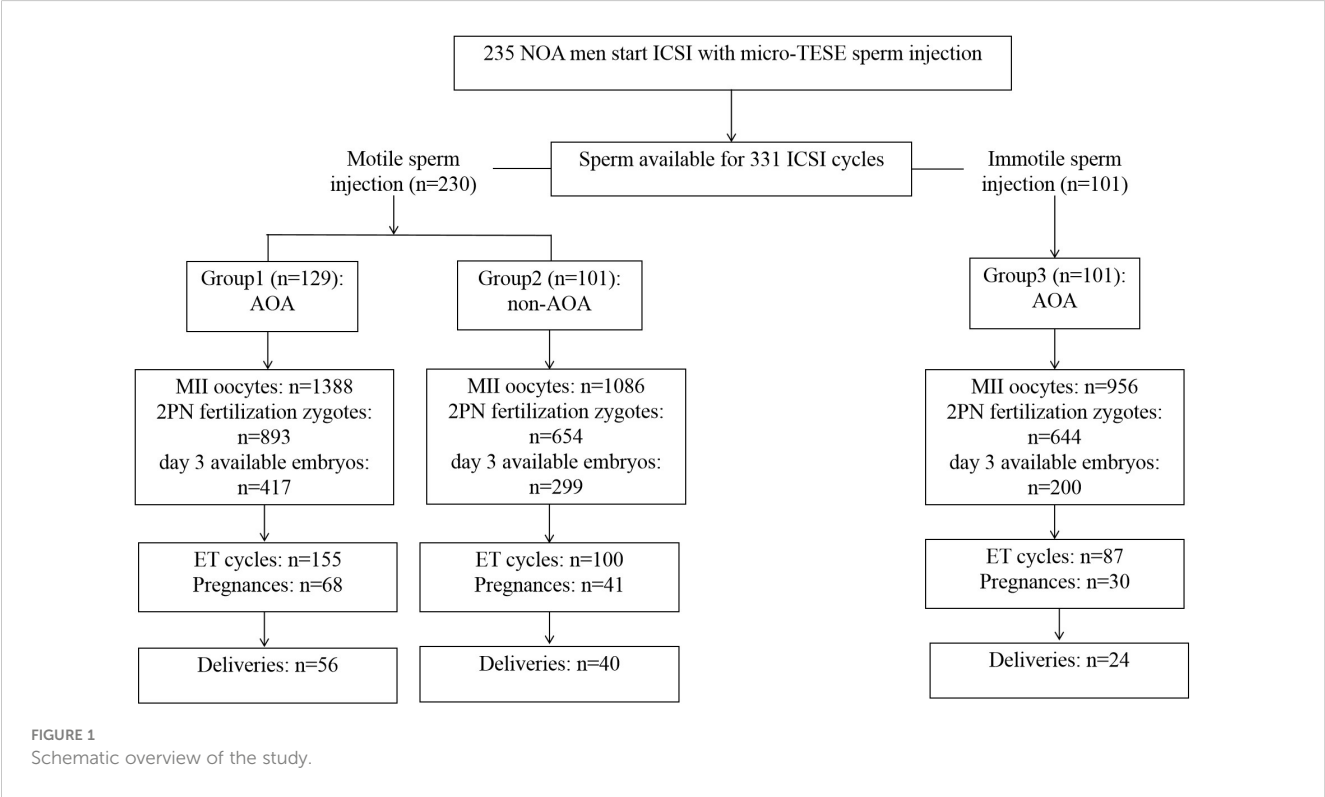 235 NOA men start ICSI with micro-TESE sperm injection
Sperm available for 331 ICSI cycles
Motile sperm
injection (n=230)
Immotile sperm
injection (n=101)
Group1 (n=129):
AOA
Group2 (n=101):
non-AOA
Group3 (n=101):
AOA
MII oocytes: n=1388
2PN fertilization zygotes:
n=893
day 3 available embryos:
n=417
MII oocytes: n=1086
2PN fertilization zygotes:
n=654
day 3 available embryos:
n=299
MII oocytes: n=956
2PN fertilization zygotes:
n=644
day 3 available embryos:
n=200
ET cycles: n=155
Pregnances: n=68
ET cycles: n=100
Pregnances: n=41
ET cycles: n=87
Pregnances: n=30
Deliveries: n=56
Deliveries: n=40
Deliveries: n=24
FIGURE 1
Schematic overview of the study.